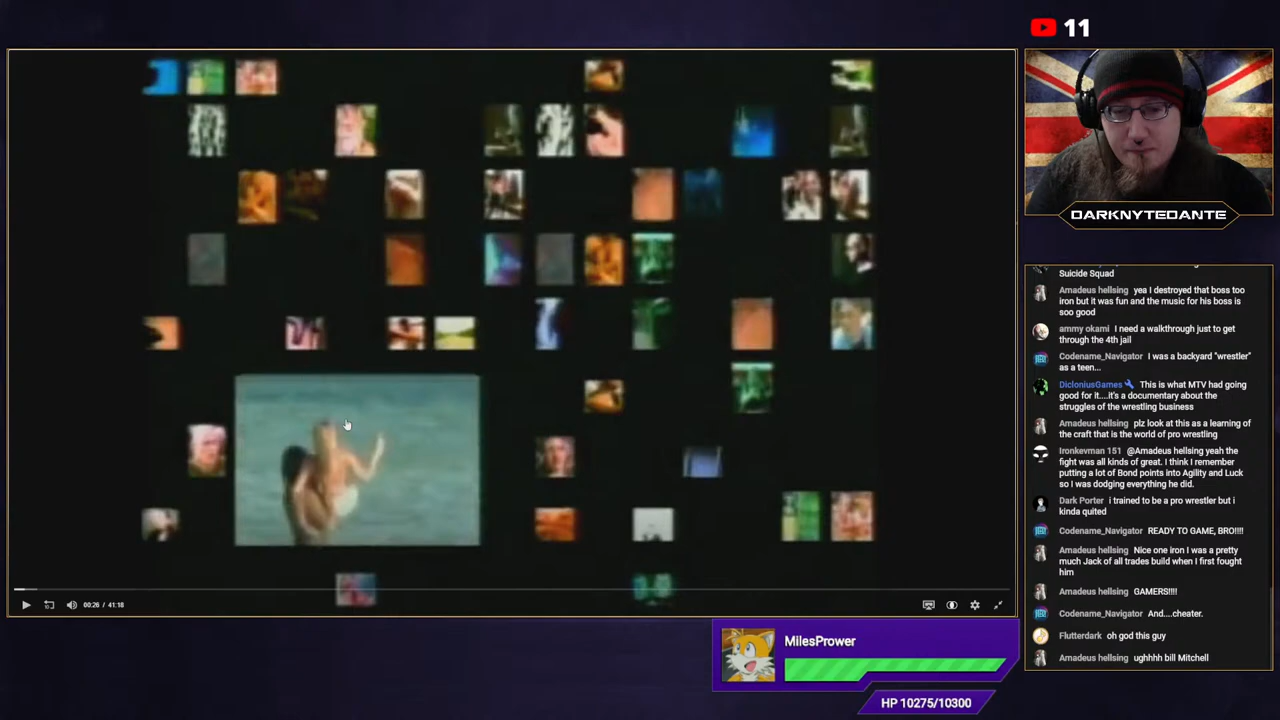 11
DARKNYTEDANTE
Suicide Squad
Amadeus hellsing yea I destroyed that boss too
iron but it was fun and the music for his boss is
soo good
ammy okami I need a walkthrough just to get
through the 4th jail
Codename_Navigator I was a backyard "wrestler"
as a teen...
DicloniusGames This is what MTV had going
good for it....it's a documentary about the
struggles of the wrestling business
Amadeus hellsing plz look at this as a learning of
the craft that is the world of pro wrestling
Ironkevman 151 @Amadeus hellsing yeah the
fight was all kinds of great. I think I remember
putting a lot of Bond points into Agility and Luck
so I was dodging everything he did.
Dark Porter i trained to be a pro wrestler but i
kinda quited
Codename_Navigator READY TO GAME, BRO!!!!
Amadeus hellsing Nice one iron I was a pretty
much Jack of all trades build when I first fought
him
Amadeus hellsing GAMERS!!!!
Codename_Navigator And....cheater.
Flutterdark oh god this guy
Amadeus hellsing ughhhh bill Mitchell
00:26 / 41:18
MilesPrower
HP 10275/10300